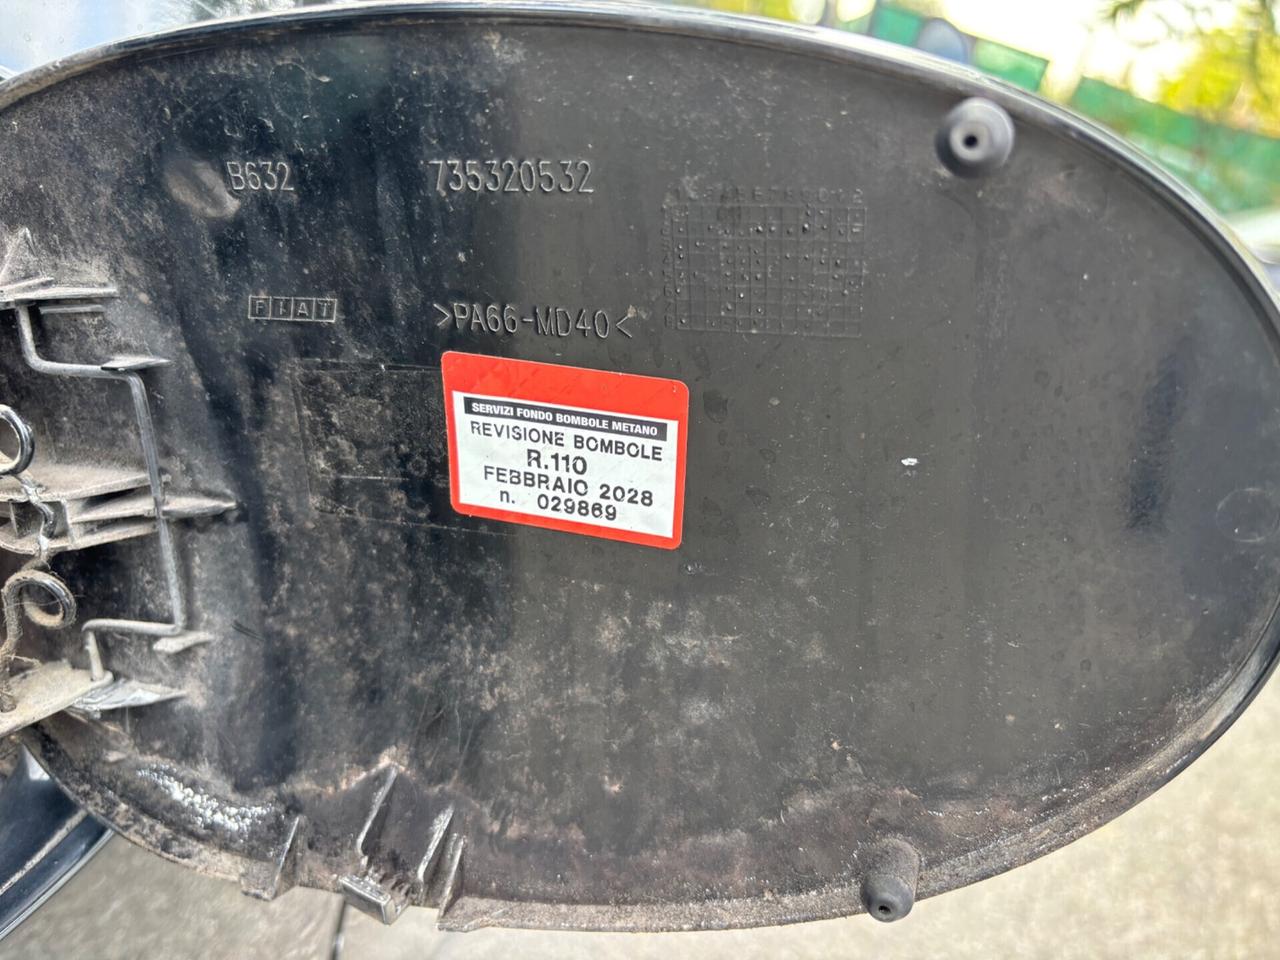 B632
735320532
FIAT
>PA66-MD40<
SERVIZI FONDO BOMBOLE METANO
REVISIONE BOMBOLE
R.110
FEBBRAIO 2028
n. 029869